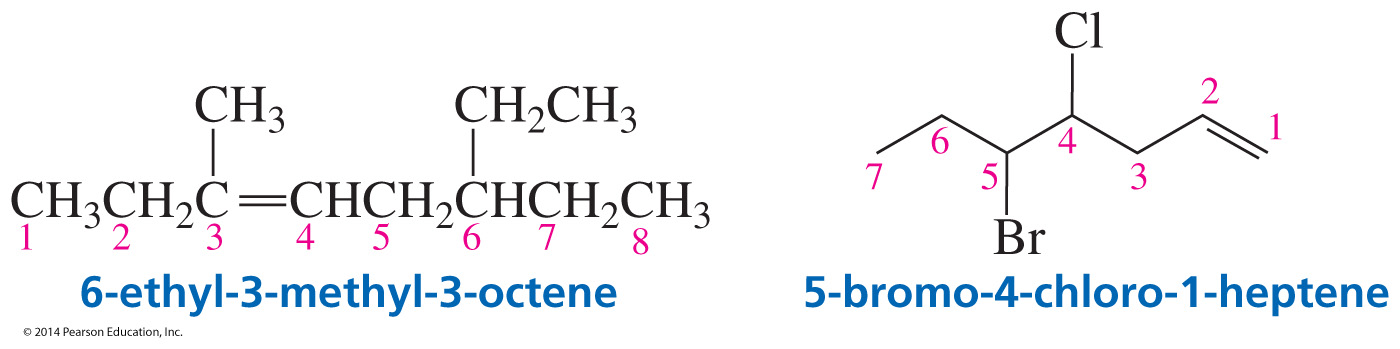 CH₃ CH₂CH₃
CH₃CH₂C=CHCH₂CHCH₂CH₃
1 2 3 4 5 6 7 8
6-ethyl-3-methyl-3-octene
Cl
2
1
6 4
7 5 3
Br
5-bromo-4-chloro-1-heptene
© 2014 Pearson Education, Inc.